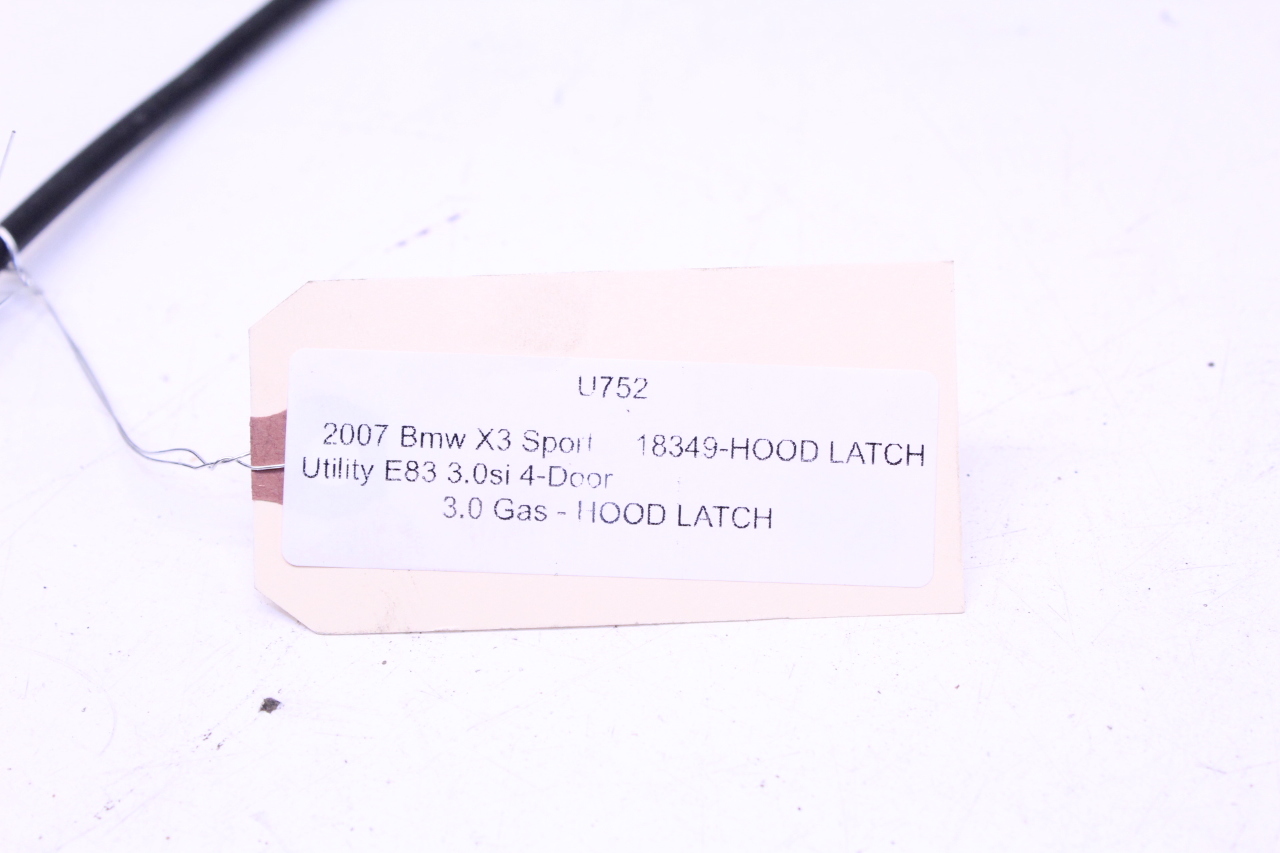 U752
2007 Bmw X3 Sport 18349-HOOD LATCH
Utility E83 3.0si 4-Door
3.0 Gas - HOOD LATCH